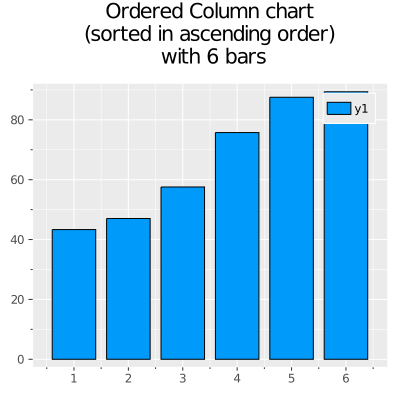 Ordered Column chart
(sorted in ascending order)
with 6 bars
80
60
40
20
0
y1
1 2 3 4 5 6